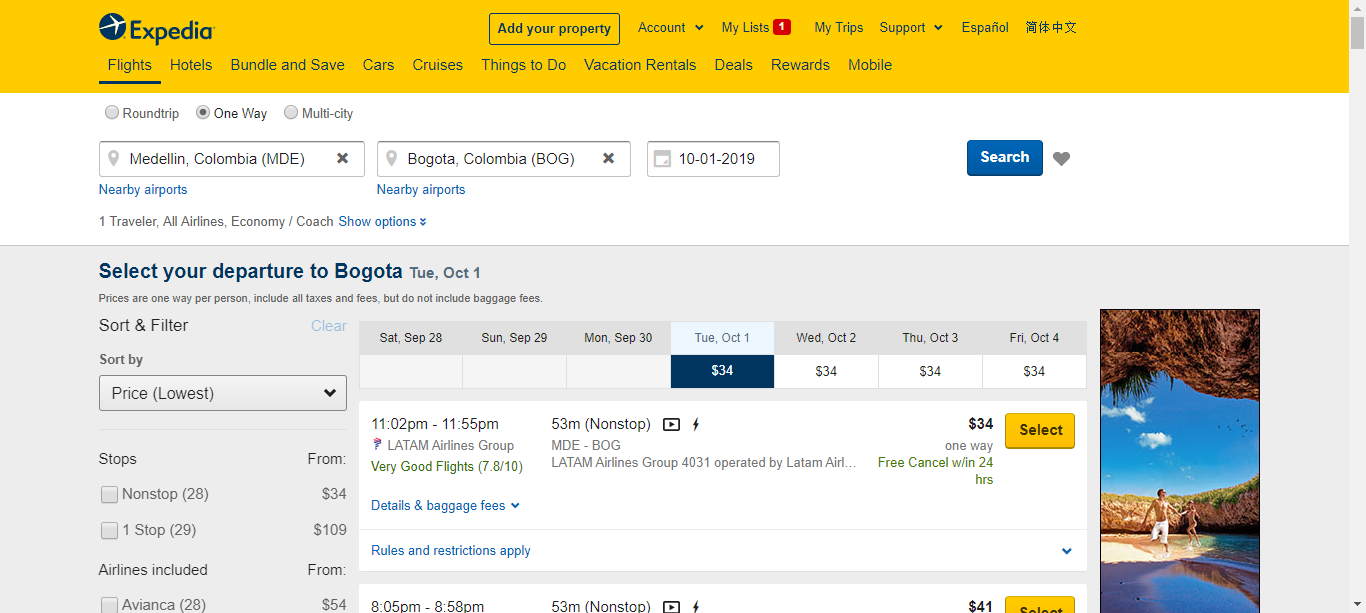 Expedia
Add your property
Account
My Lists 1
My Trips
Support
Español
简体中文
Flights
Hotels
Bundle and Save
Cars
Cruises
Things to Do
Vacation Rentals
Deals
Rewards
Mobile
Roundtrip
One Way
Multi-city
Medellin, Colombia (MDE)
Bogota, Colombia (BOG)
10-01-2019
Search
Nearby airports
Nearby airports
1 Traveler, All Airlines, Economy / Coach Show options
Select your departure to Bogota Tue, Oct 1
Prices are one way per person, include all taxes and fees, but do not include baggage fees.
Sort & Filter
Clear
Sort by
Price (Lowest)
Stops From:
Nonstop (28) $34
1 Stop (29) $109
Airlines included From:
Avianca (28) $54
Sat, Sep 28
Sun, Sep 29
Mon, Sep 30
Tue, Oct 1
Wed, Oct 2
Thu, Oct 3
Fri, Oct 4
$34
$34
$34
$34
11:02pm - 11:55pm
LATAM Airlines Group
Very Good Flights (7.8/10)
53m (Nonstop)
MDE - BOG
LATAM Airlines Group 4031 operated by Latam Airl...
$34
one way
Free Cancel w/in 24
hrs
Select
Details & baggage fees
Rules and restrictions apply
8:05pm - 8:58pm
53m (Nonstop)
$41
Select